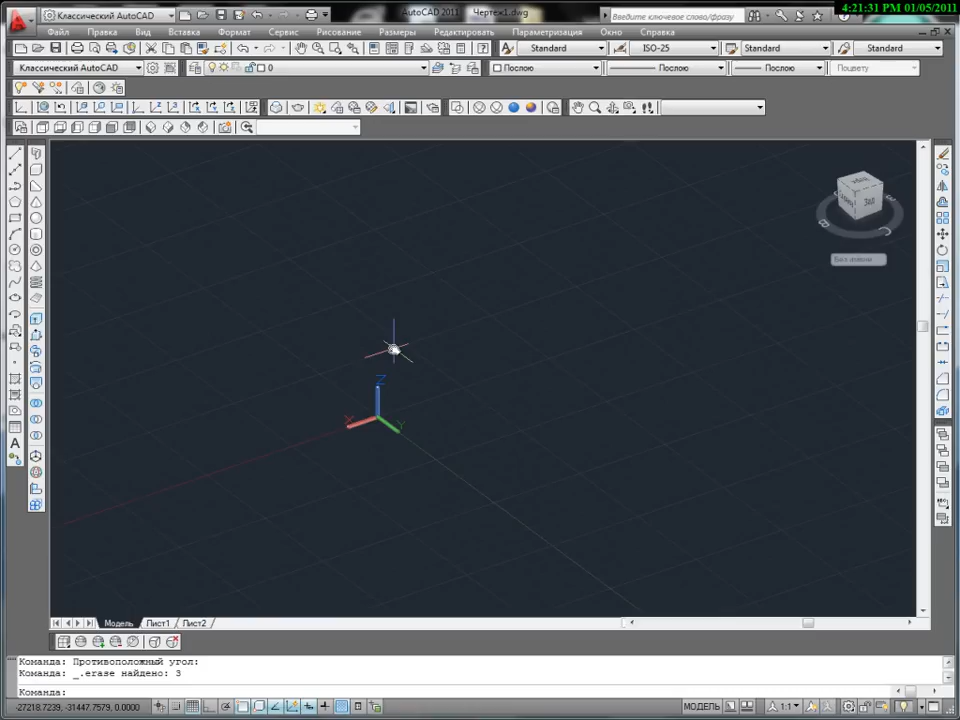 4:21:31 PM 01/05/2011
Классический AutoCAD
AutoCAD 2011 Чертеж1.dwg
Введите ключевое слово/фразу
Файл Правка Вид Вставка Формат Сервис Рисование Размеры Редактировать Параметризация Окно Справка
Standard ISO-25 Standard Standard
Классический AutoCAD 0 Послою Послою Послою Поцвету
Z
X Y
A
Модель Лист1 Лист2
Команда: Противоположный угол:
Команда: _.erase найдено: 3
Команда:
-27218.7239, -31447.7579, 0.0000 МОДЕЛЬ 1:1